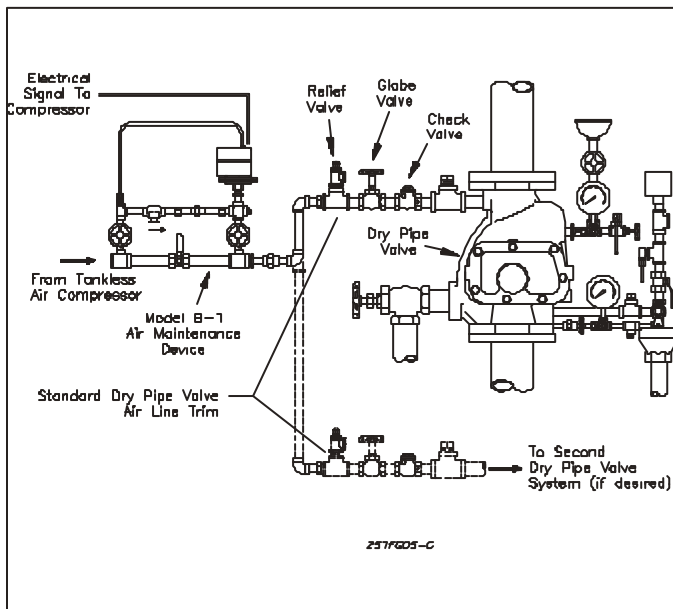 Electrical
Signal To
Compressor
Relief
Valve
Globe
Valve
Check
Valve
Dry Pipe
Valve
From Tankless
Air Compressor
Model B-1
Air Maintenance
Device
Standard Dry Pipe Valve
Air Line Trim
To Second
Dry Pipe Valve
System (if desired)
257FG05-C